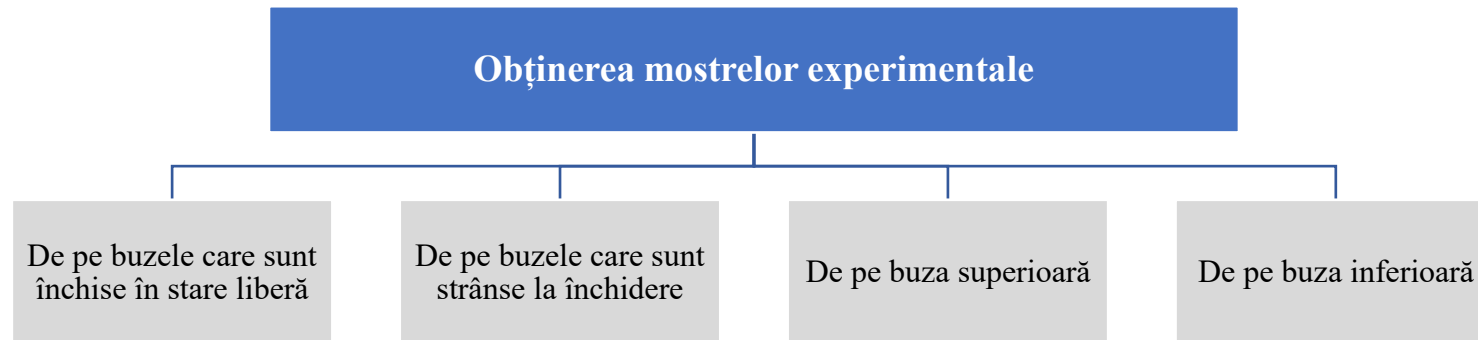 Obținerea mostrelor experimentale
De pe buzele care sunt
închise în stare liberă
De pe buzele care sunt
strânse la închidere
De pe buza superioară
De pe buza inferioară